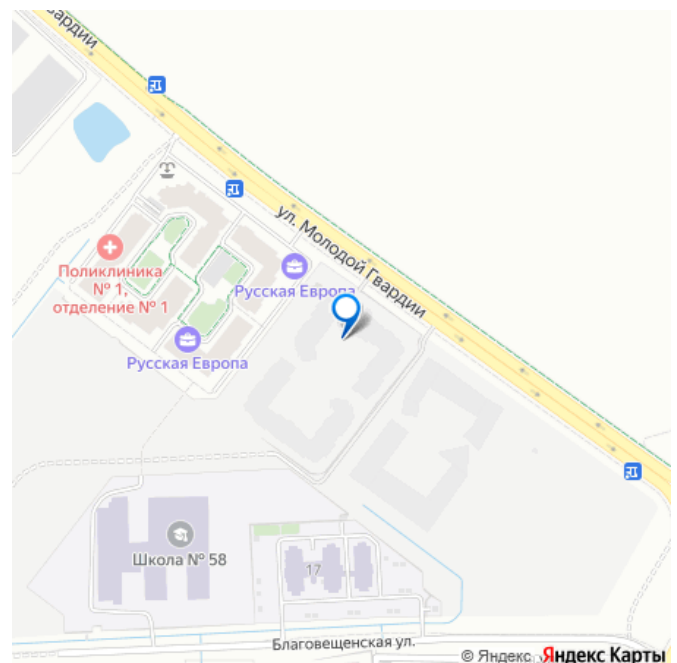 вардии
ул. Молодой Гвардии
Поликлиника
№ 1,
отделение № 1
Русская Европа
Русская Европа
Школа № 58
17
Благовещенская ул.
© Яндекс Яндекс Карты